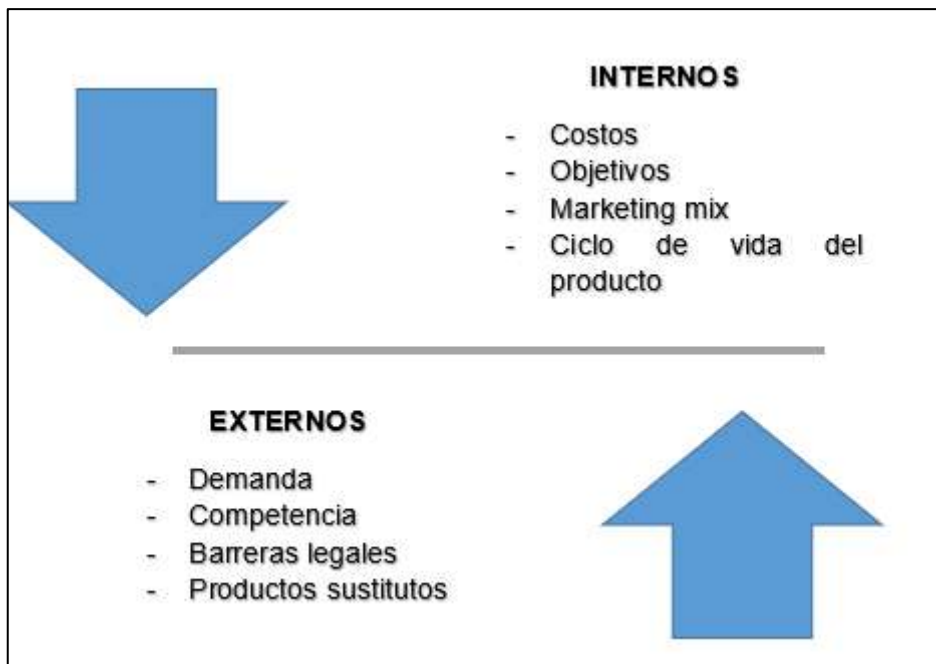 INTERNOS
- Costos
- Objetivos
- Marketing mix
- Ciclo de vida del
producto
EXTERNOS
- Demanda
- Competencia
- Barreras legales
- Productos sustitutos